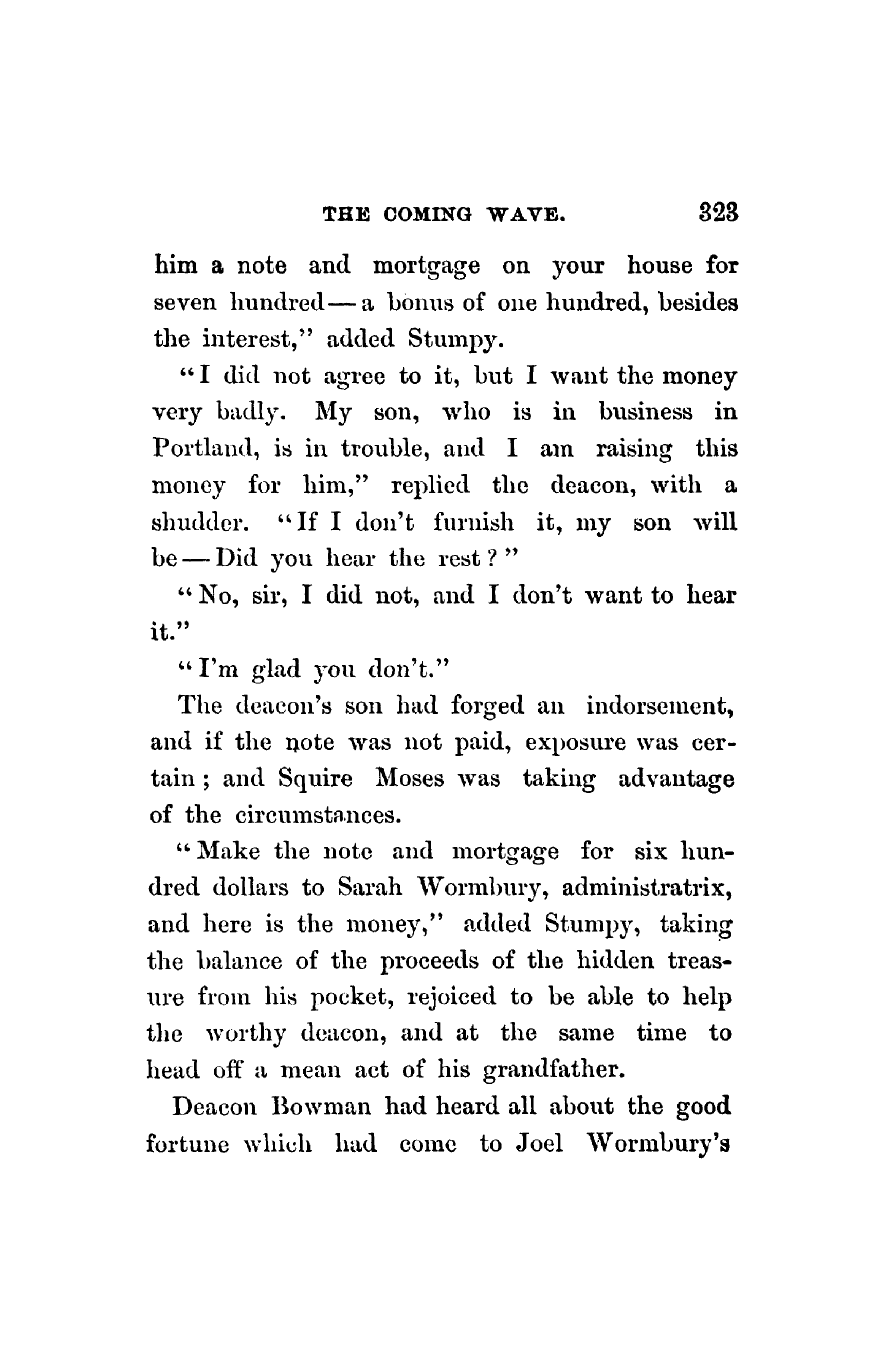 THE COMING WAVE. 323
him a note and mortgage on your house for
seven hundred — a bonus of one hundred, besides
the interest," added Stumpy.
"I did not agree to it, but I want the money
very badly. My son, who is in business in
Portland, is in trouble, and I am raising this
money for him," replied the deacon, with a
shudder. "If I don't furnish it, my son will
be — Did you hear the rest?"
"No, sir, I did not, and I don't want to hear
it."
"I'm glad you don't."
The deacon's son had forged an indorsement,
and if the note was not paid, exposure was cer-
tain; and Squire Moses was taking advantage
of the circumstances.
"Make the note and mortgage for six hun-
dred dollars to Sarah Wormbury, administratrix,
and here is the money," added Stumpy, taking
the balance of the proceeds of the hidden treas-
ure from his pocket, rejoiced to be able to help
the worthy deacon, and at the same time to
head off a mean act of his grandfather.
Deacon Bowman had heard all about the good
fortune which had come to Joel Wormbury's